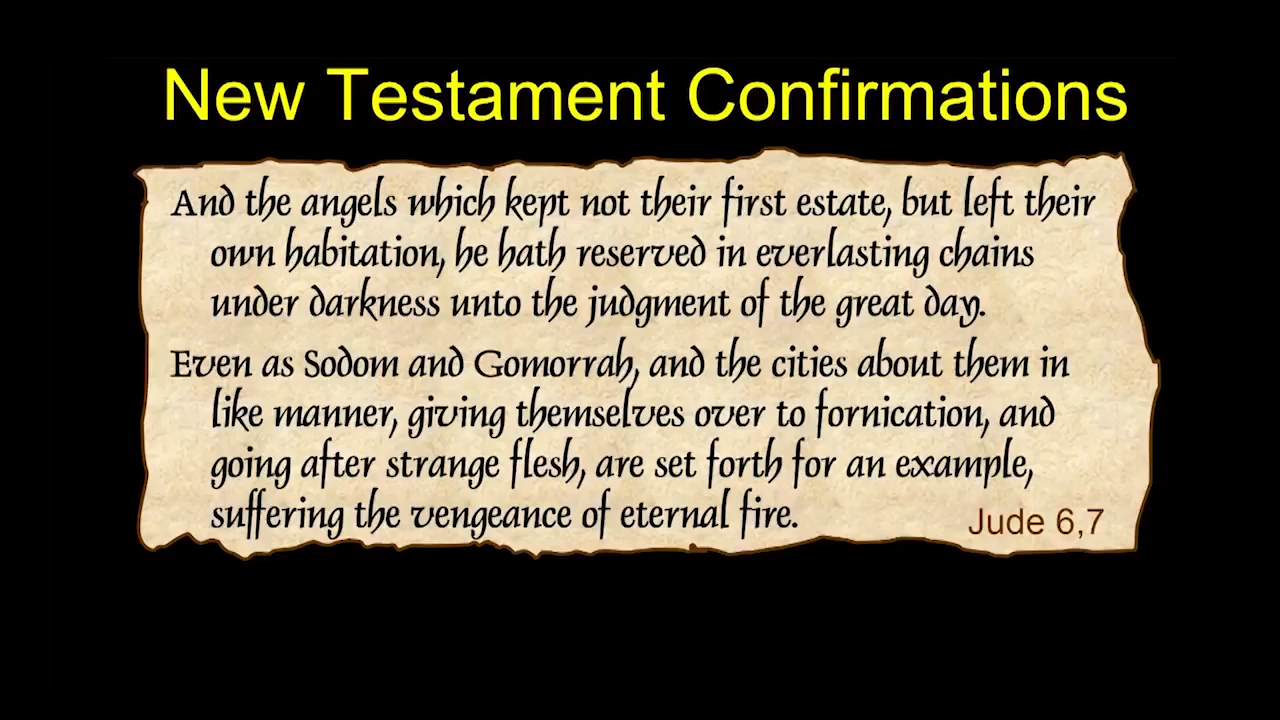 New Testament Confirmations
And the angels which kept not their first estate, but left their
own habitation, he hath reserved in everlasting chains
under darkness unto the judgment of the great day.
Even as Sodom and Gomorrah, and the cities about them in
like manner, giving themselves over to fornication, and
going after strange flesh, are set forth for an example,
suffering the vengeance of eternal fire.
Jude 6,7